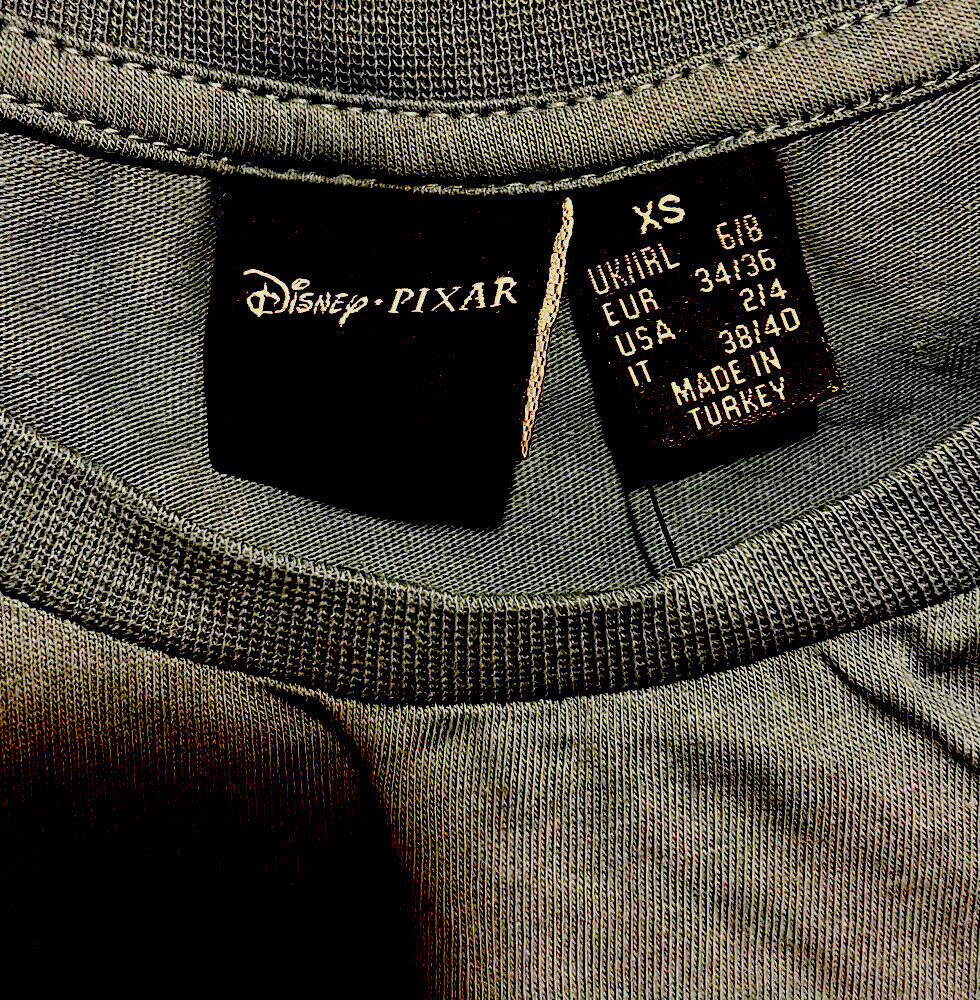 Disney · PIXAR
XS
UK/IRL 6/8
EUR 34/36
USA 2/4
IT 38/40
MADE IN
TURKEY